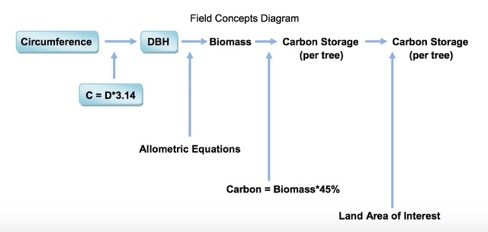 Field Concepts Diagram
Circumference
DBH
Biomass
Carbon Storage
(per tree)
Carbon Storage
(per tree)
C = D*3.14
Allometric Equations
Carbon = Biomass*45%
Land Area of Interest